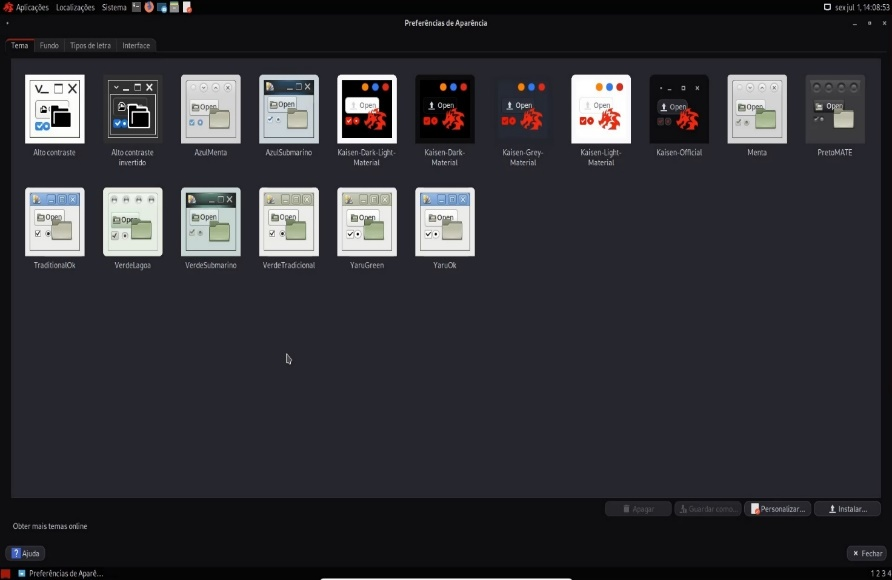 Aplicações Localizações Sistema sex jul 1, 14:08:53
Preferências de Aparência
Tema Fundo Tipos de letra Interface
Open Open Open Open Open Open Open Open Open
Alto contraste
Alto contraste invertido
AzulMenta
AzulSubmarino
Kaisen-Dark-Light-Material
Kaisen-Dark-Material
Kaisen-Grey-Material
Kaisen-Light-Material
Kaisen-Official
Menta
PretoMATE
Open Open Open Open Open Open
TraditionalOk
VerdeLagoa
VerdeSubmarino
VerdeTradicional
YaruGreen
YaruOk
Apagar Guardar como... Personalizar... Instalar...
Obter mais temas online
? Ajuda × Fechar
Preferências de Aparê... 1 2 3 4